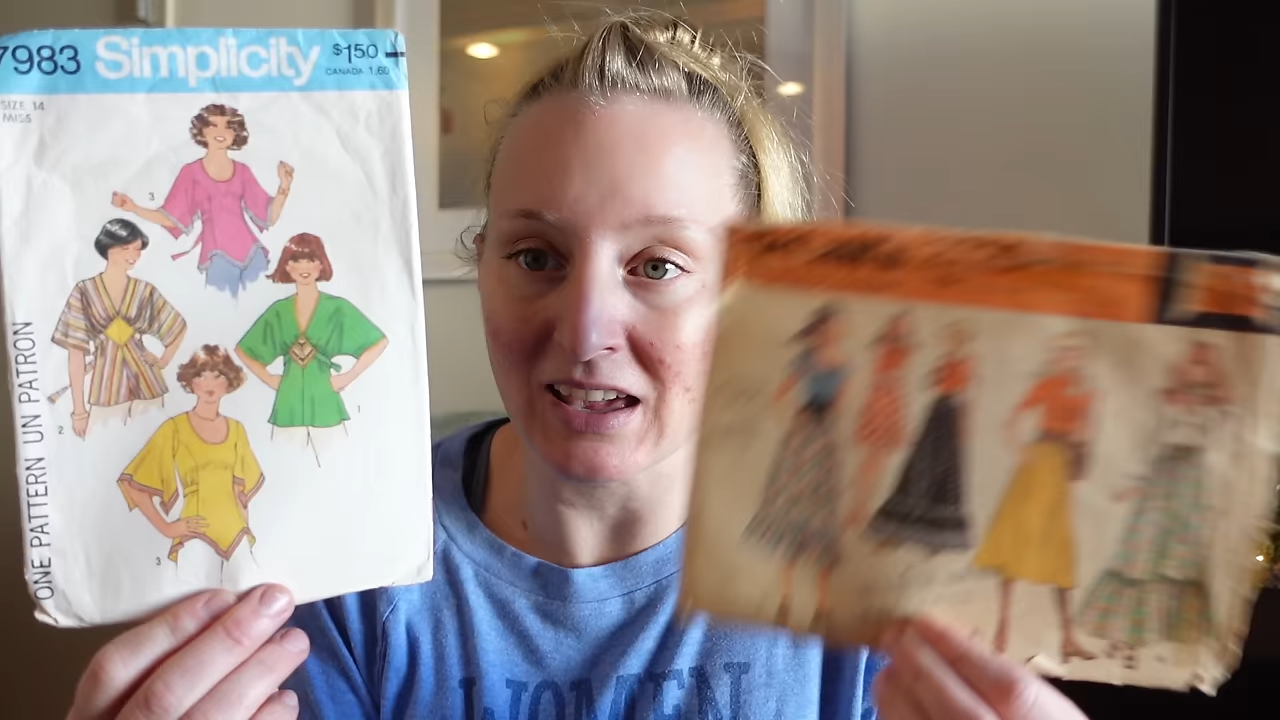 7983 Simplicity $1.50
CANADA 1.60
SIZE 14
MISS
3
2
1
3
ONE PATTERN UN PATRON
WOMEN